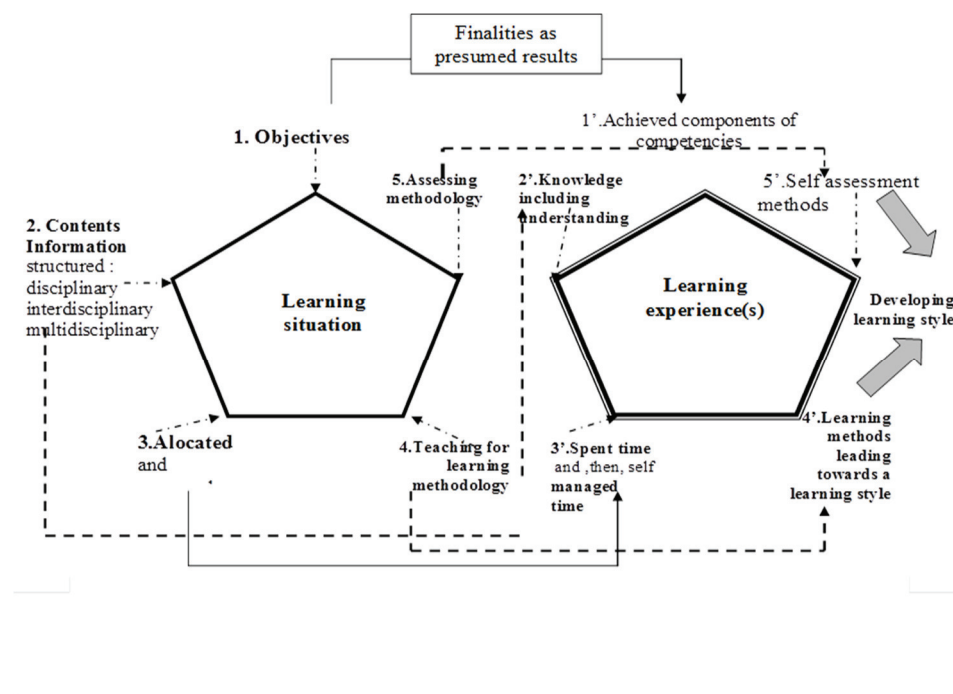 Finalities as
presumed results
1. Objectives
1’.Achieved components of
competencies
5.Assessing
methodology
2’.Knowledge
including
understanding
5’.Self assessment
methods
2. Contents
Information
structured :
disciplinary
interdisciplinary
multidisciplinary
Learning
situation
Learning
experience(s)
Developing
learning style
3.Alocated
and
4.Teaching for
learning
methodology
3’.Spent time
and ,then, self
managed
time
4’.Learning
methods
leading
towards a
learning style